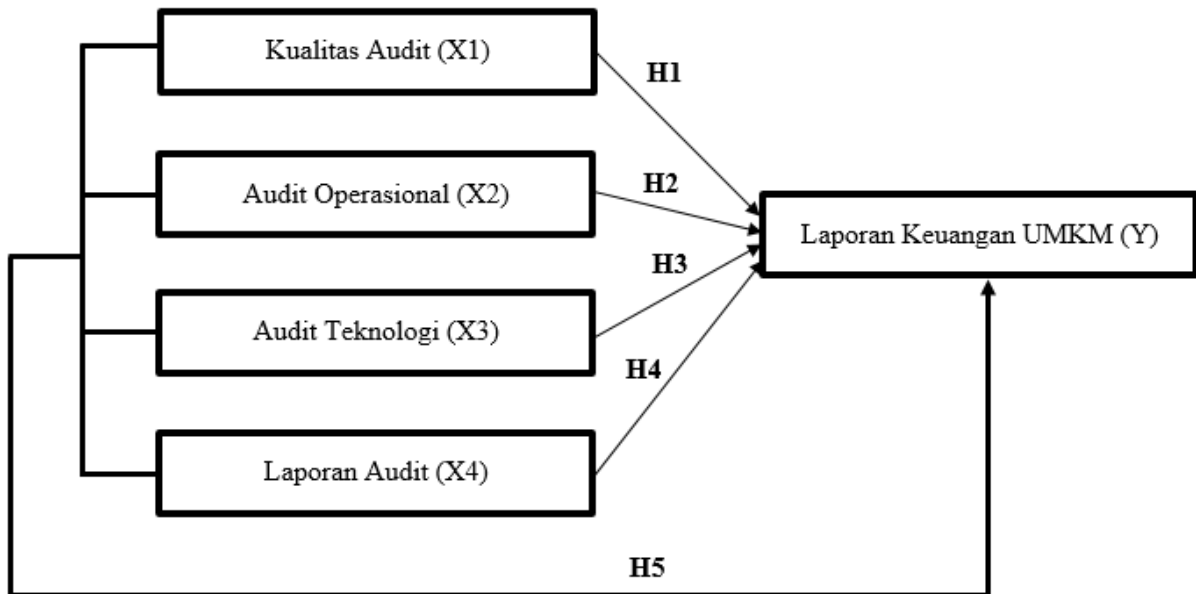 Kualitas Audit (X1)
H1
Audit Operasional (X2)
H2
Laporan Keuangan UMKM (Y)
H3
Audit Teknologi (X3)
H4
Laporan Audit (X4)
H5